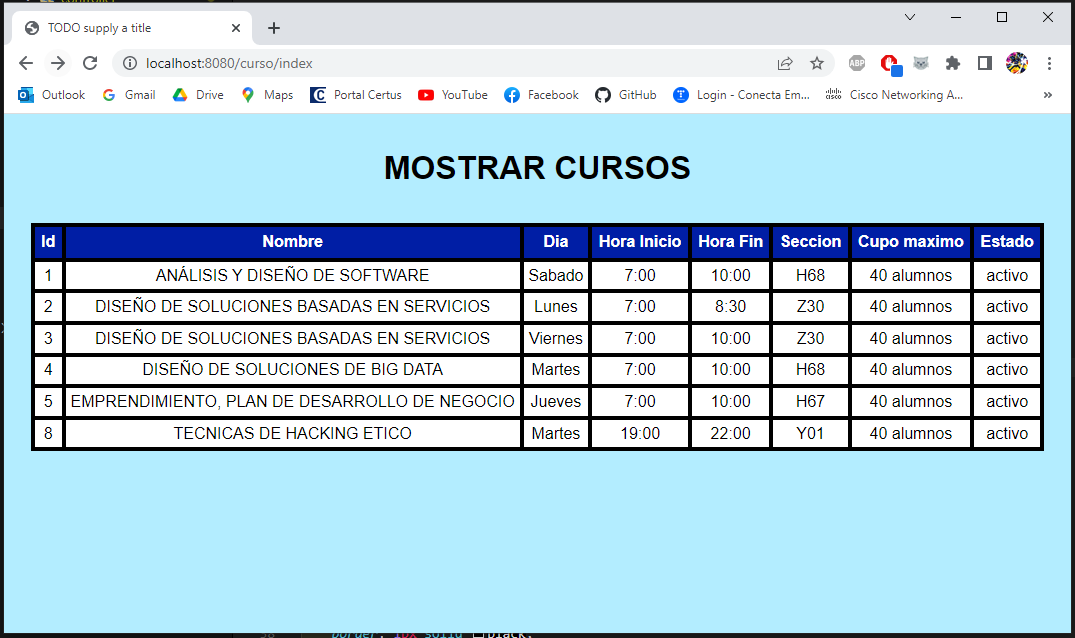 TODO supply a title
localhost:8080/curso/index
ABP
Outlook Gmail Drive Maps Portal Certus YouTube Facebook GitHub Login - Conecta Em... Cisco Networking A... »
MOSTRAR CURSOS
Id Nombre Dia Hora Inicio Hora Fin Seccion Cupo maximo Estado
1 ANÁLISIS Y DISEÑO DE SOFTWARE Sabado 7:00 10:00 H68 40 alumnos activo
2 DISEÑO DE SOLUCIONES BASADAS EN SERVICIOS Lunes 7:00 8:30 Z30 40 alumnos activo
3 DISEÑO DE SOLUCIONES BASADAS EN SERVICIOS Viernes 7:00 10:00 Z30 40 alumnos activo
4 DISEÑO DE SOLUCIONES DE BIG DATA Martes 7:00 10:00 H68 40 alumnos activo
5 EMPRENDIMIENTO, PLAN DE DESARROLLO DE NEGOCIO Jueves 7:00 10:00 H67 40 alumnos activo
8 TECNICAS DE HACKING ETICO Martes 19:00 22:00 Y01 40 alumnos activo